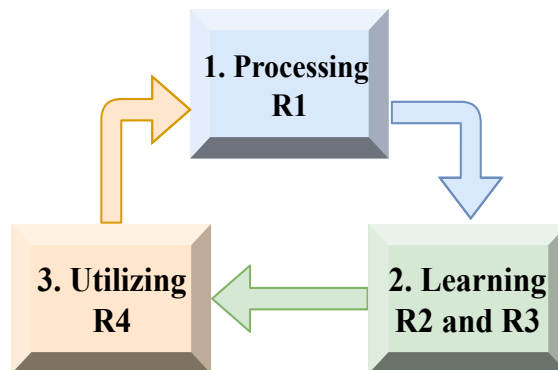 1. Processing
R1
2. Learning
R2 and R3
3. Utilizing
R4